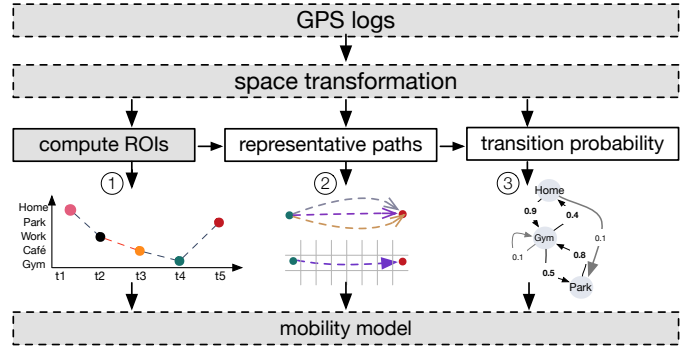 GPS logs
space transformation
compute ROIs
representative paths
transition probability
1
2
3
Home
Park
Work
Café
Gym
t1 t2 t3 t4 t5
Home
0.9
0.4
Gym
0.1
0.1
0.8
0.5
Park
mobility model